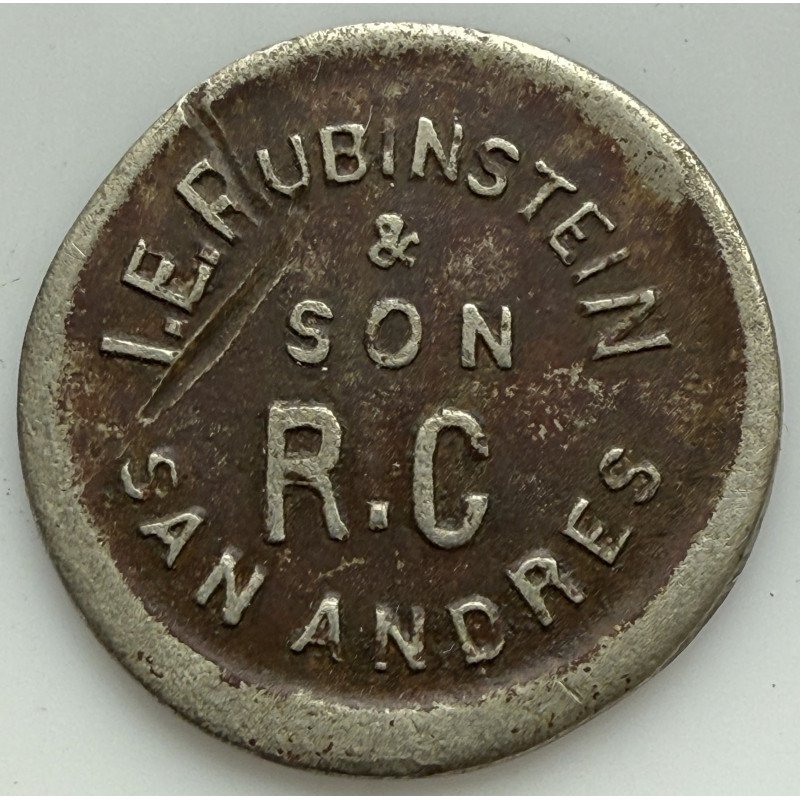 I.E. RUBINSTEIN
&
SON
R.C
SAN ANDRES